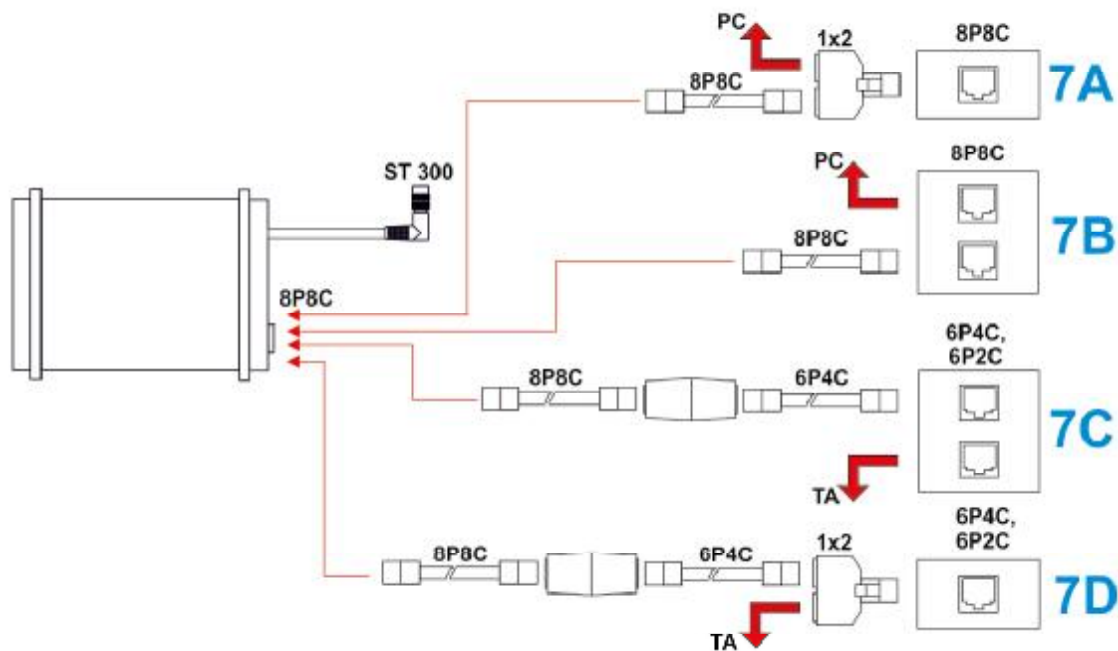 PC
1x2
8P8C
7A
8P8C
ST 300
8P8C
PC
7B
8P8C
8P8C
6P4C,
6P2C
8P8C
6P4C
7C
TA
6P4C,
6P2C
1x2
8P8C
6P4C
7D
TA